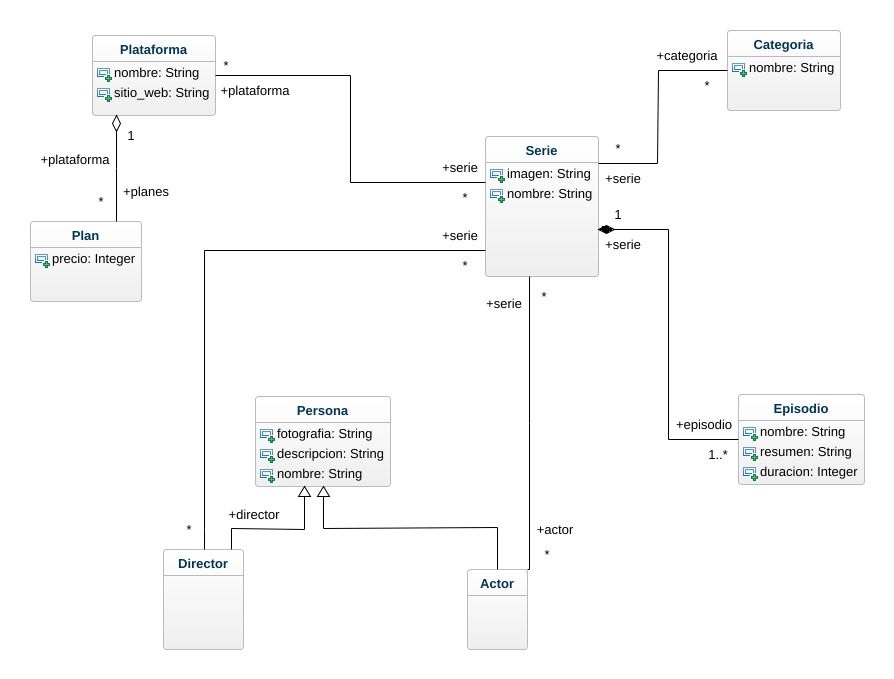 Plataforma
nombre: String
sitio_web: String
*
+plataforma
1
+plataforma
+planes
*
Plan
precio: Integer
Categoria
nombre: String
+categoria
*
Serie
imagen: String
nombre: String
*
+serie
+serie
*
1
+serie
+serie
*
+serie
*
Persona
fotografia: String
descripcion: String
nombre: String
Episodio
nombre: String
resumen: String
duracion: Integer
+episodio
1..*
+director
*
+actor
*
Director
Actor